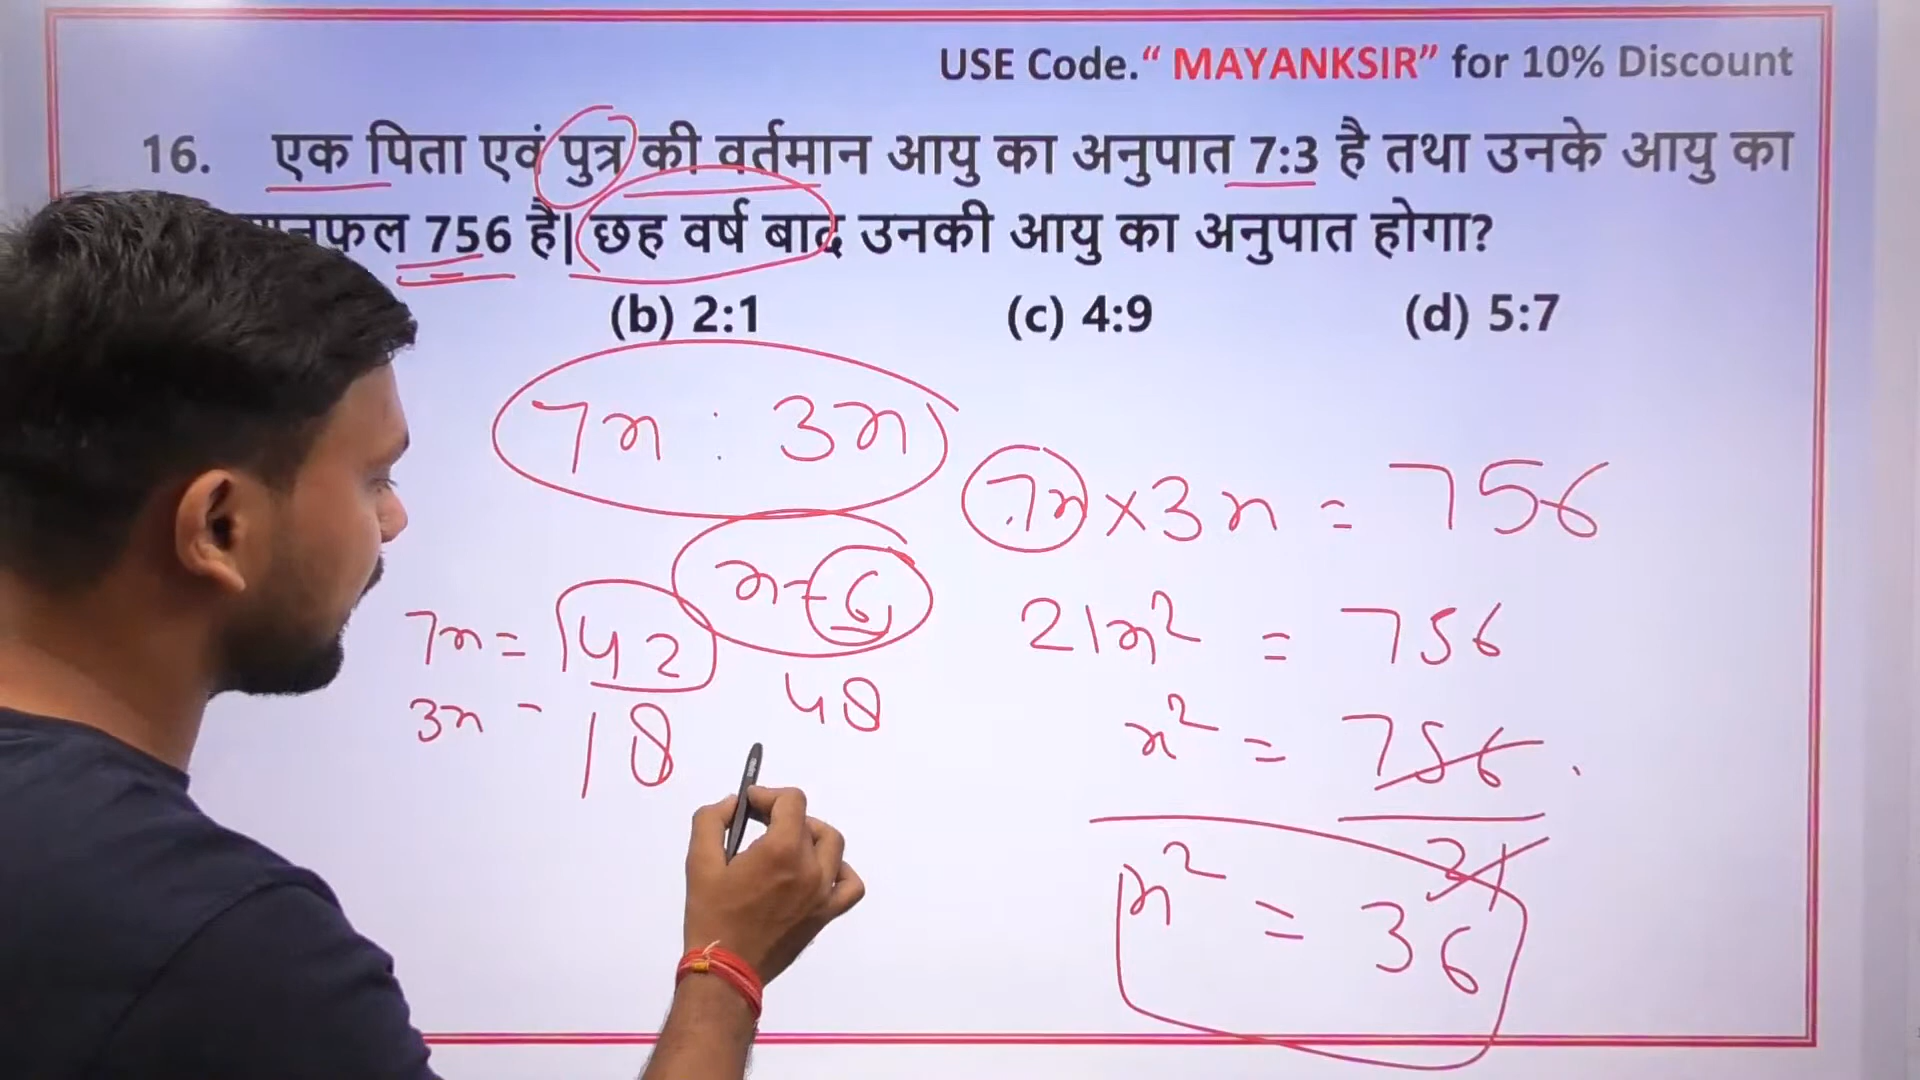 USE Code.“ MAYANKSIR” for 10% Discount
16. एक पिता एवं पुत्र की वर्तमान आयु का अनुपात 7:3 है तथा उनके आयु का
756 है| छह वर्ष बाद उनकी आयु का अनुपात होगा?
(b) 2:1 (c) 4:9 (d) 5:7
7x : 3x
7x × 3x = 756
x = 6
7x = 42
21x² = 756
3x = 18
48
x² = 756
21
x² = 36